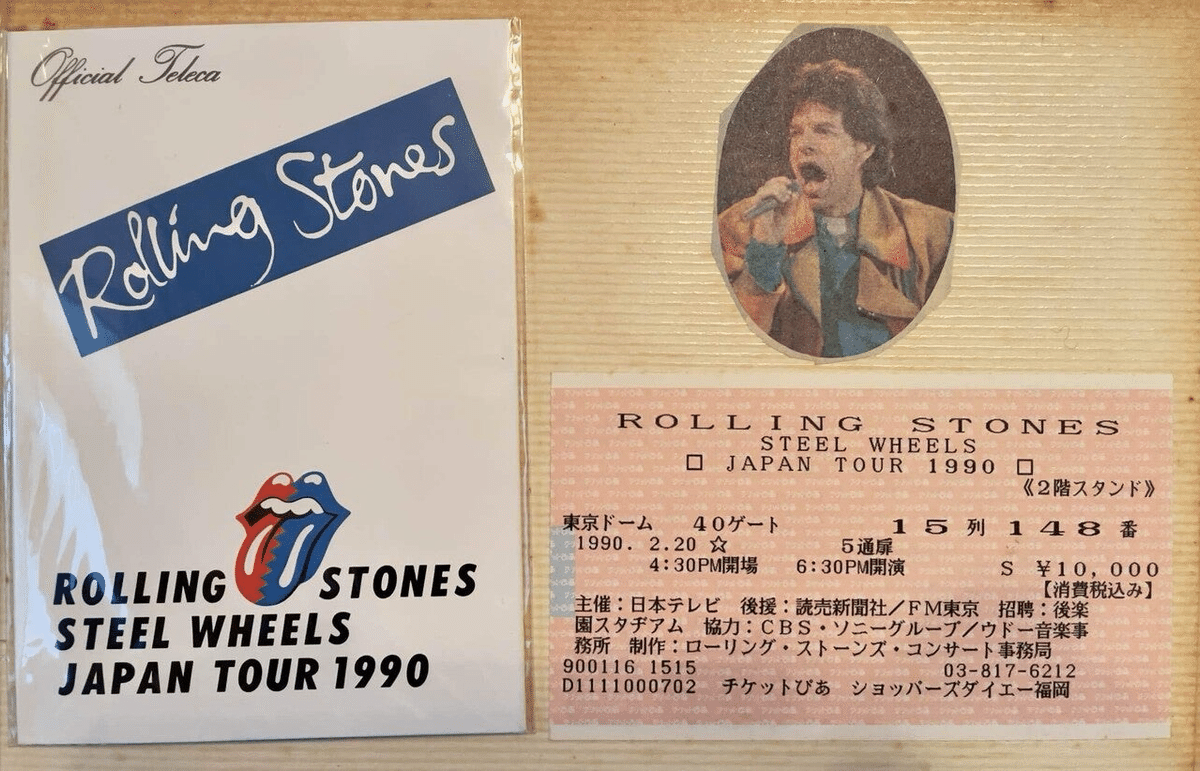 Official Teleca
Rolling Stones
ROLLING STONES
STEEL WHEELS
JAPAN TOUR 1990
ROLLING STONES
STEEL WHEELS
□ JAPAN TOUR 1990 □
《2階スタンド》
東京ドーム 40ゲート 15列 148番
1990. 2.20 ☆ 5通扉
4:30PM開場 6:30PM開演 S ¥10,000
【消費税込み】
主催：日本テレビ 後援：読売新聞社／FM東京 招聘：後楽
園スタヂアム 協力：CBS・ソニーグループ／ウドー音楽事
務所 制作：ローリング・ストーンズ・コンサート事務局
900116 1515 03-817-6212
D1111000702 チケットぴあ ショッパーズダイエー福岡